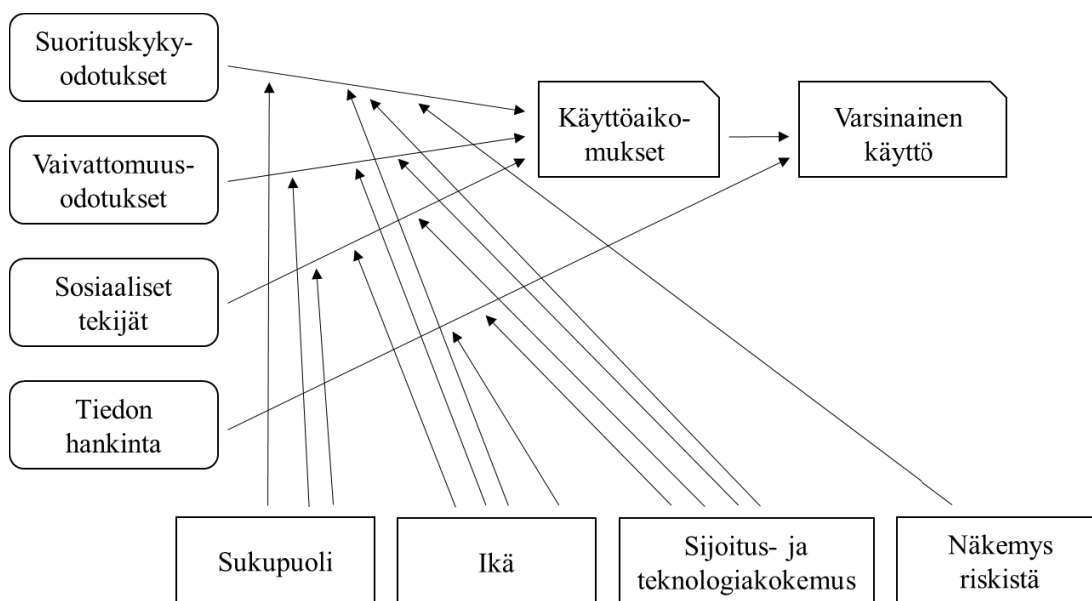 Suorituskyky-
odotukset
Käyttöaiko-
mukset
Varsinainen
käyttö
Vaivattomuus-
odotukset
Sosiaaliset
tekijät
Tiedon
hankinta
Sukupuoli
Ikä
Sijoitus- ja
teknologiakokemus
Näkemys
riskistä